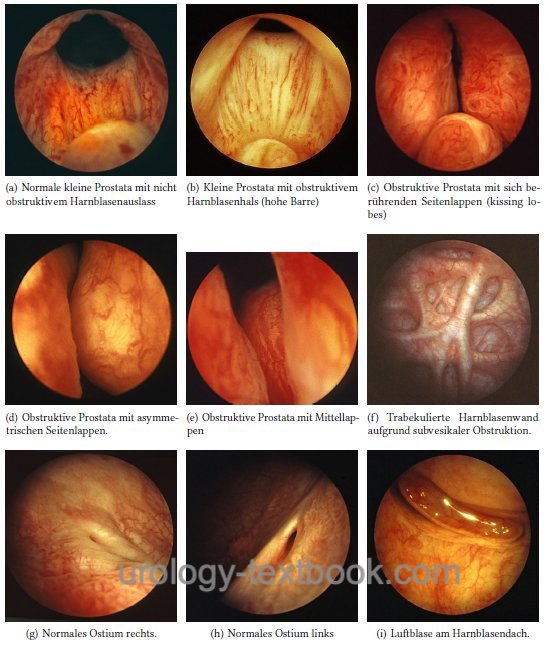 (a) Normale kleine Prostata mit nicht
obstruktivem Harnblasenauslass
(b) Kleine Prostata mit obstruktivem
Harnblasenhals (hohe Barre)
(c) Obstruktive Prostata mit sich be-
rührenden Seitenlappen (kissing lo-
bes)
(d) Obstruktive Prostata mit asymme-
trischen Seitenlappen.
(e) Obstruktive Prostata mit Mittellap-
pen
(f) Trabekulierte Harnblasenwand
aufgrund subvesikaler Obstruktion.
urology-textbook.com
(g) Normales Ostium rechts.
(h) Normales Ostium links
(i) Luftblase am Harnblasendach.